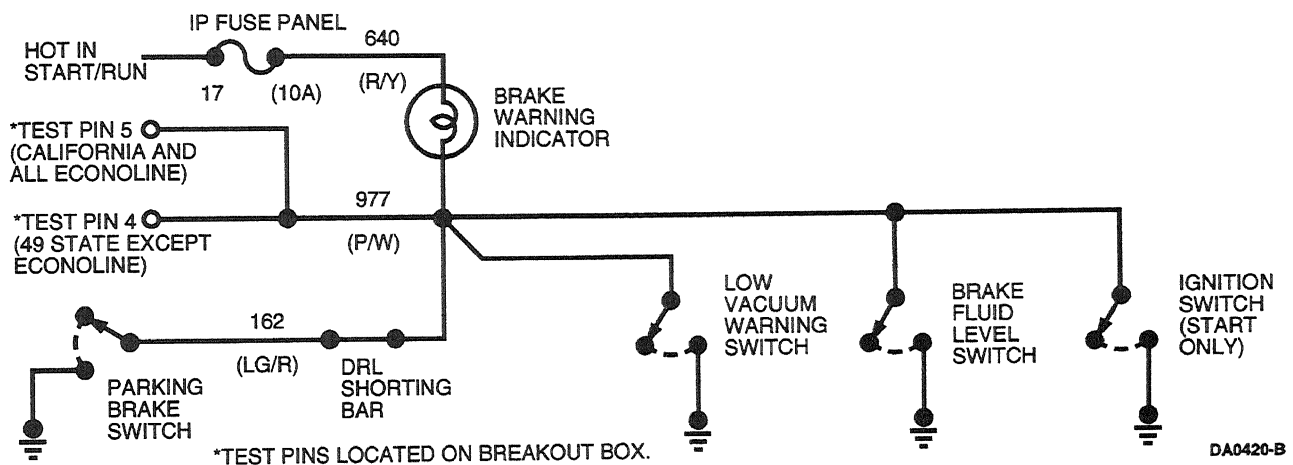 IP FUSE PANEL
HOT IN
START/RUN
17
(10A)
640
(R/Y)
BRAKE
WARNING
INDICATOR
*TEST PIN 5
(CALIFORNIA AND
ALL ECONOLINE)
*TEST PIN 4
(49 STATE EXCEPT
ECONOLINE)
977
(P/W)
162
(LG/R)
DRL
SHORTING
BAR
PARKING
BRAKE
SWITCH
LOW
VACUUM
WARNING
SWITCH
BRAKE
FLUID
LEVEL
SWITCH
IGNITION
SWITCH
(START
ONLY)
*TEST PINS LOCATED ON BREAKOUT BOX.
DA0420-B